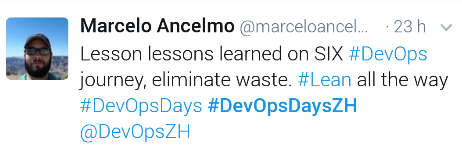 Marcelo Ancelmo @marceloancel... · 23 h
Lesson lessons learned on SIX #DevOps
journey, eliminate waste. #Lean all the way
#DevOpsDays #DevOpsDaysZH
@DevOpsZH